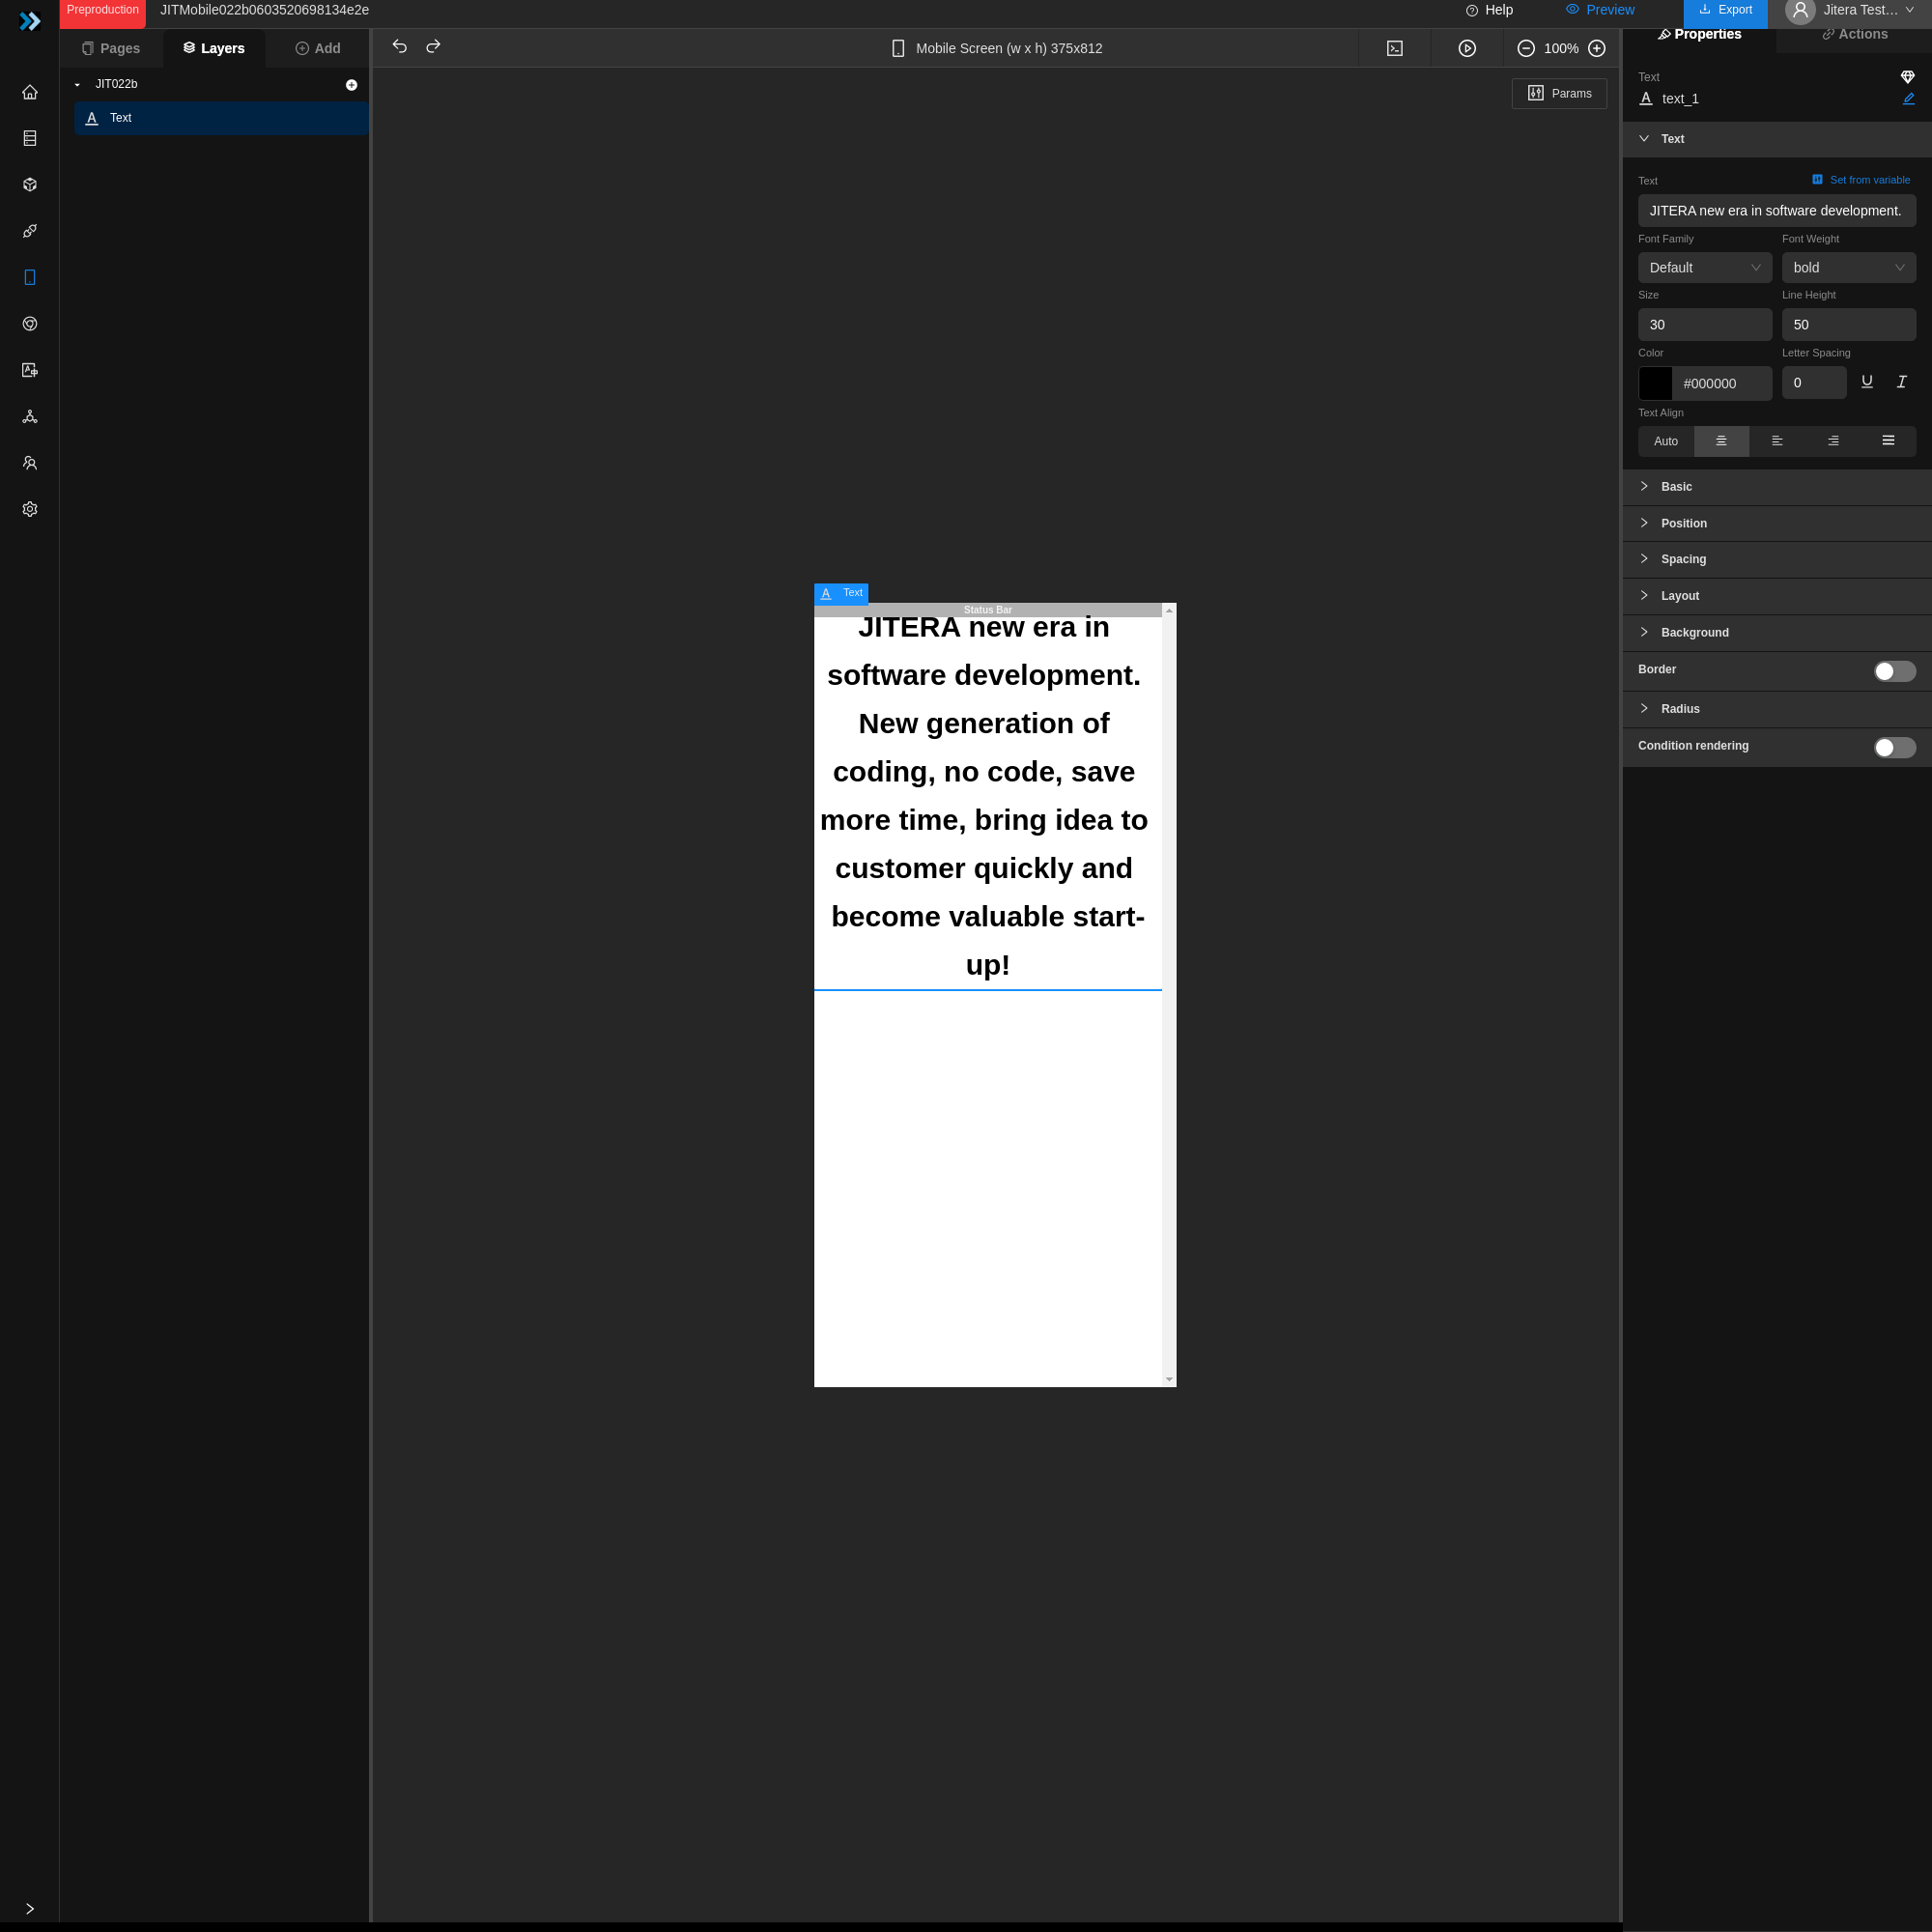 Preproduction
JITMobile022b0603520698134e2e
Help
Preview
Export
Jitera Test...
Pages
Layers
Add
Mobile Screen (w x h) 375x812
100%
Properties
Actions
JIT022b
Text
Params
Text
text_1
Text
Text
Set from variable
JITERA new era in software development.
Font Family
Font Weight
Default
bold
Size
Line Height
30
50
Color
Letter Spacing
#000000
0
Text Align
Auto
Basic
Position
Spacing
Layout
Background
Border
Radius
Condition rendering
Text
Status Bar
JITERA new era in
software development.
New generation of
coding, no code, save
more time, bring idea to
customer quickly and
become valuable start-
up!